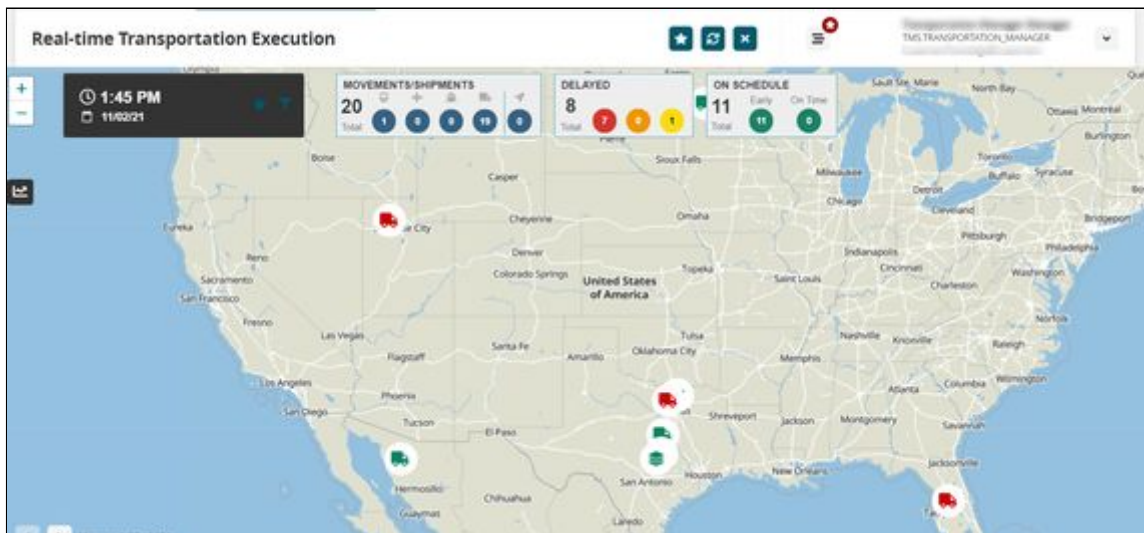 Real-time Transportation Execution
TMS.TRANSPORTATION_MANAGER
1:45 PM
11/02/21
MOVEMENTS/SHIPMENTS
20
Total
1 0 0 19 0
DELAYED
8
Total
7 0 1
ON SCHEDULE
11
Total
Early On Time
11 0
+
−
Sault Ste. Marie
North Bay
Ottawa Montréal
Burlington
Toronto
Pierre
Boise
Sioux Falls
Casper
Milwaukee
Buffalo Syracuse
Detroit
Chicago
Cleveland
Eureka
City
Cheyenne
Omaha
Bridgeport
Pittsburgh
Philadelphia
Reno
Denver
Indianapolis
Colorado Springs
United States
of America
Topeka
Saint Louis
Cincinnati
Washington
Sacramento
Charleston
San Francisco
Norfolk
Fresno
Las Vegas
Santa Fe
Tulsa
Nashville
Knoxville
Raleigh
Flagstaff
Amarillo
Oklahoma City
Memphis
Los Angeles
Phoenix
Atlanta
Columbia
Wilmington
San Diego
Tucson
Shreveport
Jackson
Montgomery
Savannah
El Paso
Hermosillo
San Antonio
Houston
New Orleans
Jacksonville
Chihuahua
Guaymas
Laredo